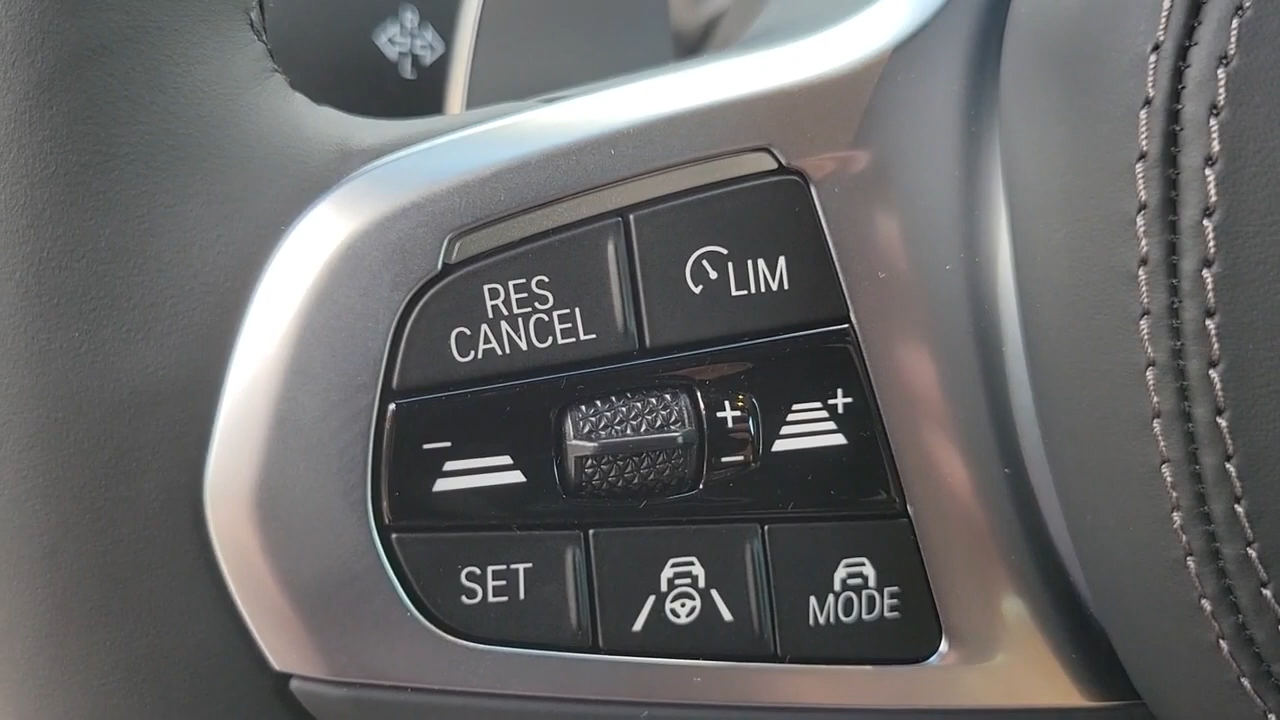 RES
CANCEL
LIM
+
-
+
-
SET
MODE